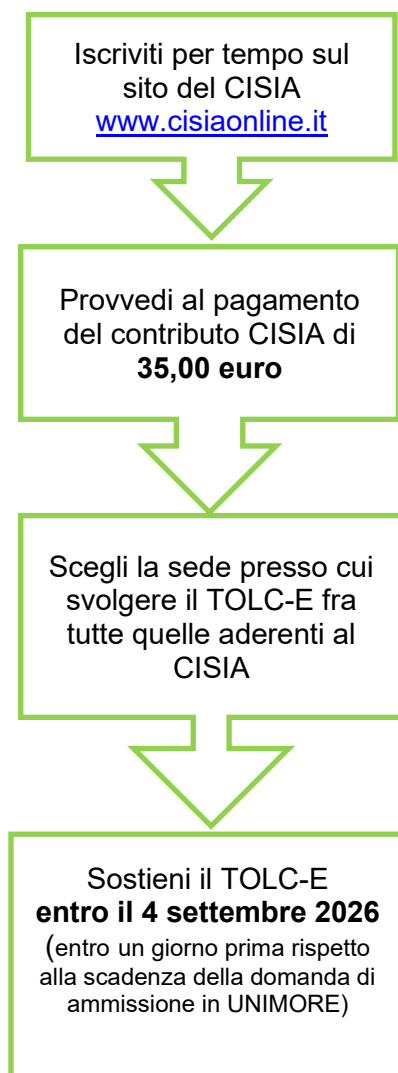 Iscriviti per tempo sul
sito del CISIA
www.cisiaonline.it
Provvedi al pagamento
del contributo CISIA di
35,00 euro
Scegli la sede presso cui
svolgere il TOLC-E fra
tutte quelle aderenti al
CISIA
Sostieni il TOLC-E
entro il 4 settembre 2026
(entro un giorno prima rispetto
alla scadenza della domanda di
ammissione in UNIMORE)